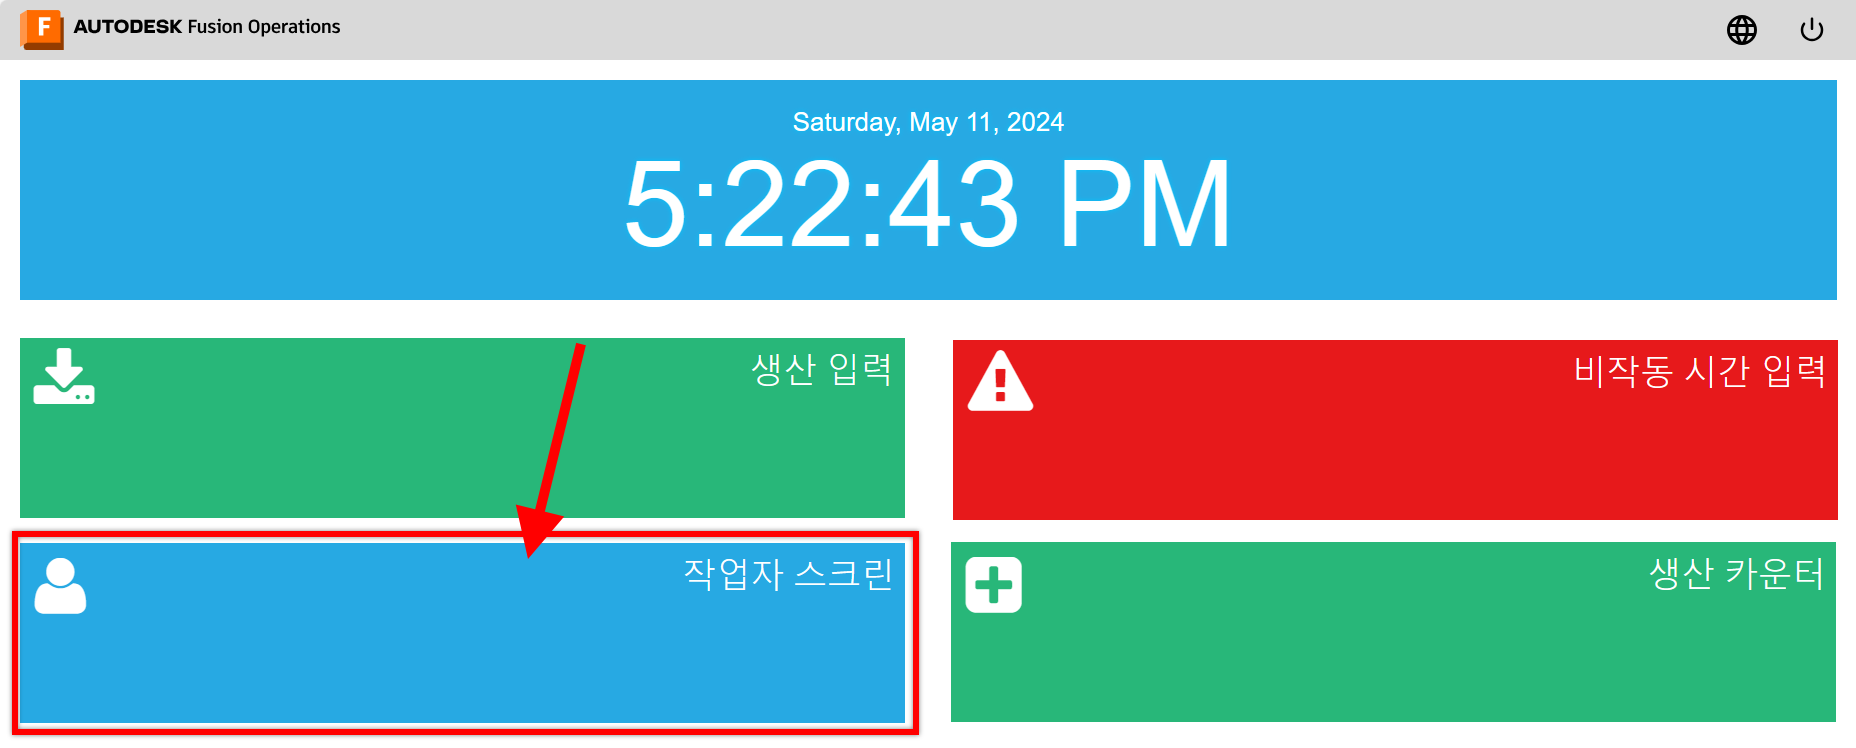 F AUTODESK Fusion Operations
Saturday, May 11, 2024
5:22:43 PM
생산 입력
비작동 시간 입력
작업자 스크린
생산 카운터